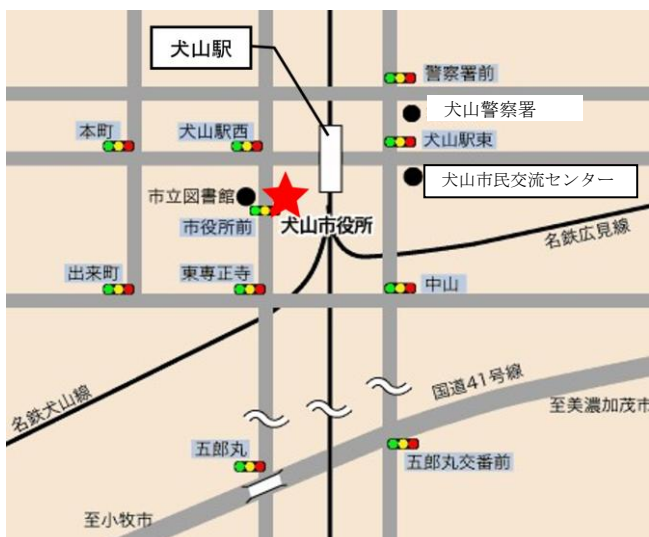 犬山駅
警察署前
犬山警察署
本町
犬山駅西
犬山駅東
犬山市民交流センター
市立図書館
市役所前
犬山市役所
名鉄広見線
出来町
東専正寺
中山
国道41号線
名鉄犬山線
至美濃加茂市
五郎丸
五郎丸交番前
至小牧市